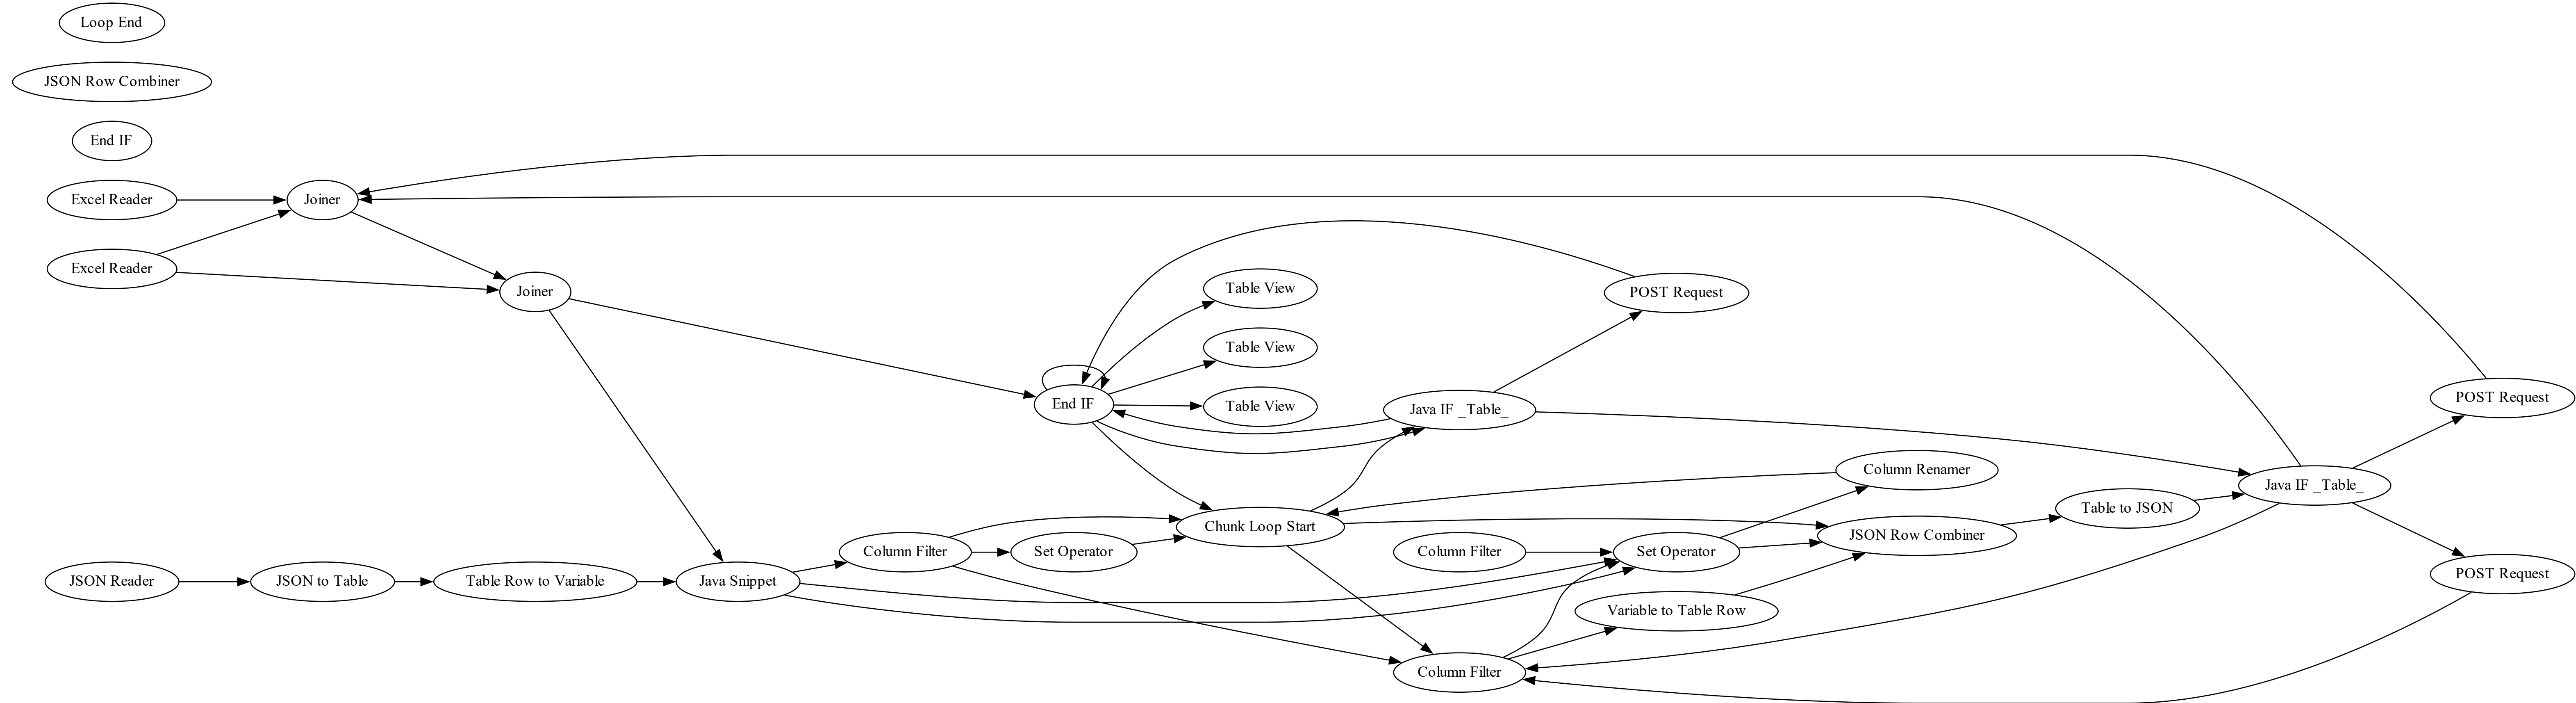 Loop End
JSON Row Combiner
End IF
Excel Reader
Joiner
Excel Reader
Joiner
Table View
POST Request
Table View
End IF
Table View
Java IF _Table_
POST Request
Column Renamer
Java IF _Table_
Chunk Loop Start
Table to JSON
JSON Row Combiner
Column Filter
Set Operator
Column Filter
Set Operator
JSON Reader
JSON to Table
Table Row to Variable
Java Snippet
POST Request
Variable to Table Row
Column Filter